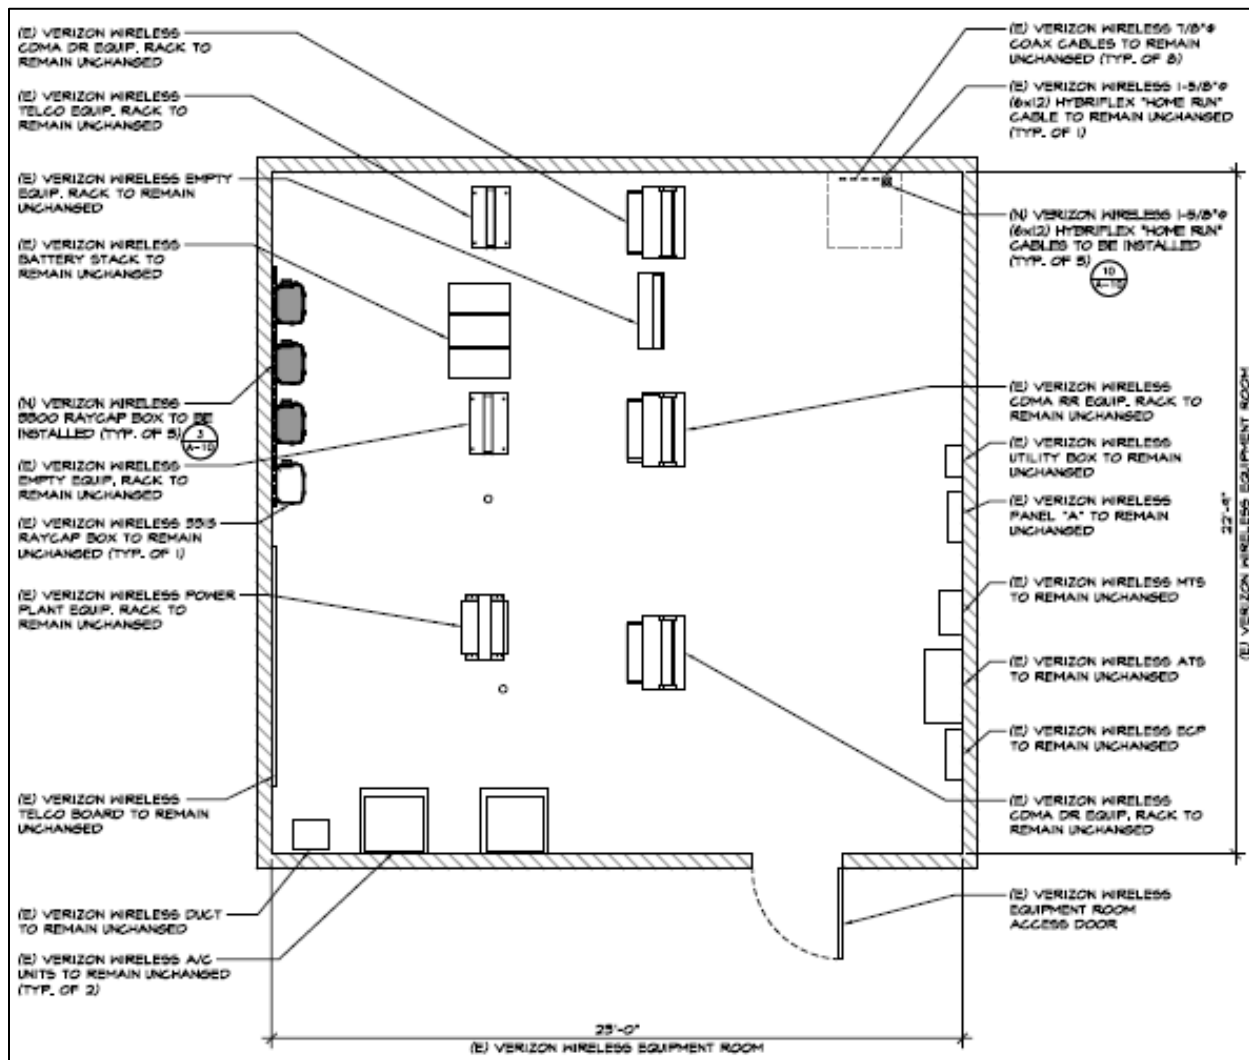 (E) VERIZON WIRELESS
CDMA DR EQUIP. RACK TO
REMAIN UNCHANGED
(E) VERIZON WIRELESS
TELCO EQUIP. RACK TO
REMAIN UNCHANGED
(E) VERIZON WIRELESS EMPTY
EQUIP. RACK TO REMAIN
UNCHANGED
(E) VERIZON WIRELESS
BATTERY STACK TO
REMAIN UNCHANGED
(N) VERIZON WIRELESS
3300 RAYCAP BOX TO BE
INSTALLED (TYP. OF 3)
3
A-10
(E) VERIZON WIRELESS
EMPTY EQUIP. RACK TO
REMAIN UNCHANGED
(E) VERIZON WIRELESS 3315
RAYCAP BOX TO REMAIN
UNCHANGED (TYP. OF 1)
(E) VERIZON WIRELESS POWER
PLANT EQUIP. RACK TO
REMAIN UNCHANGED
(E) VERIZON WIRELESS
TELCO BOARD TO REMAIN
UNCHANGED
(E) VERIZON WIRELESS DUCT
TO REMAIN UNCHANGED
(E) VERIZON WIRELESS A/C
UNITS TO REMAIN UNCHANGED
(TYP. OF 2)
(E) VERIZON WIRELESS 7/8"ø
COAX CABLES TO REMAIN
UNCHANGED (TYP. OF 8)
(E) VERIZON WIRELESS 1-5/8"ø
(6x12) HYBRIFLEX "HOME RUN"
CABLE TO REMAIN UNCHANGED
(TYP. OF 1)
(N) VERIZON WIRELESS 1-5/8"ø
(6x12) HYBRIFLEX "HOME RUN"
CABLES TO BE INSTALLED
(TYP. OF 3)
10
A-10
(E) VERIZON WIRELESS
CDMA RR EQUIP. RACK TO
REMAIN UNCHANGED
(E) VERIZON WIRELESS
UTILITY BOX TO REMAIN
UNCHANGED
(E) VERIZON WIRELESS
PANEL "A" TO REMAIN
UNCHANGED
(E) VERIZON WIRELESS MTS
TO REMAIN UNCHANGED
(E) VERIZON WIRELESS ATS
TO REMAIN UNCHANGED
(E) VERIZON WIRELESS ECP
TO REMAIN UNCHANGED
(E) VERIZON WIRELESS
CDMA DR EQUIP. RACK TO
REMAIN UNCHANGED
(E) VERIZON WIRELESS
EQUIPMENT ROOM
ACCESS DOOR
22'-9"
(E) VERIZON WIRELESS EQUIPMENT ROOM
23'-0"
(E) VERIZON WIRELESS EQUIPMENT ROOM